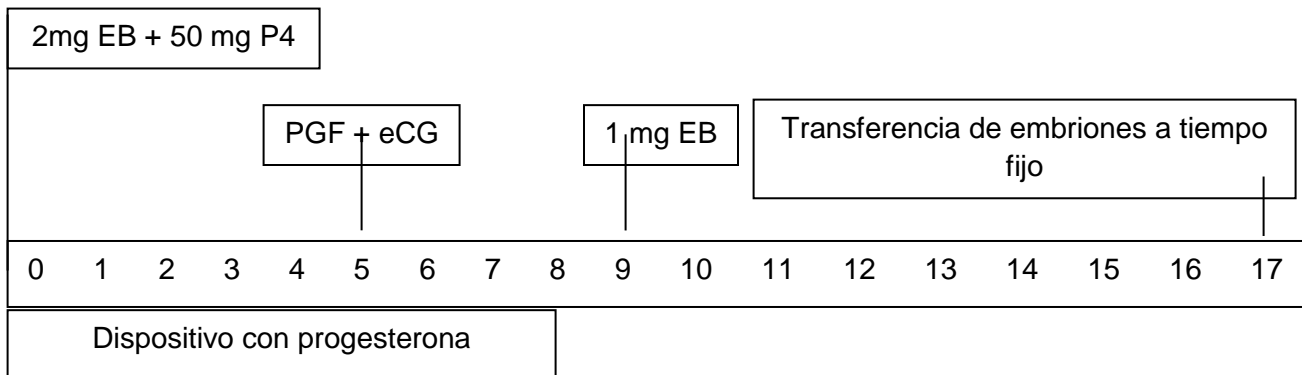 2mg EB + 50 mg P4
PGF + eCG
1 mg EB
Transferencia de embriones a tiempo
fijo
0 1 2 3 4 5 6 7 8 9 10 11 12 13 14 15 16 17
Dispositivo con progesterona